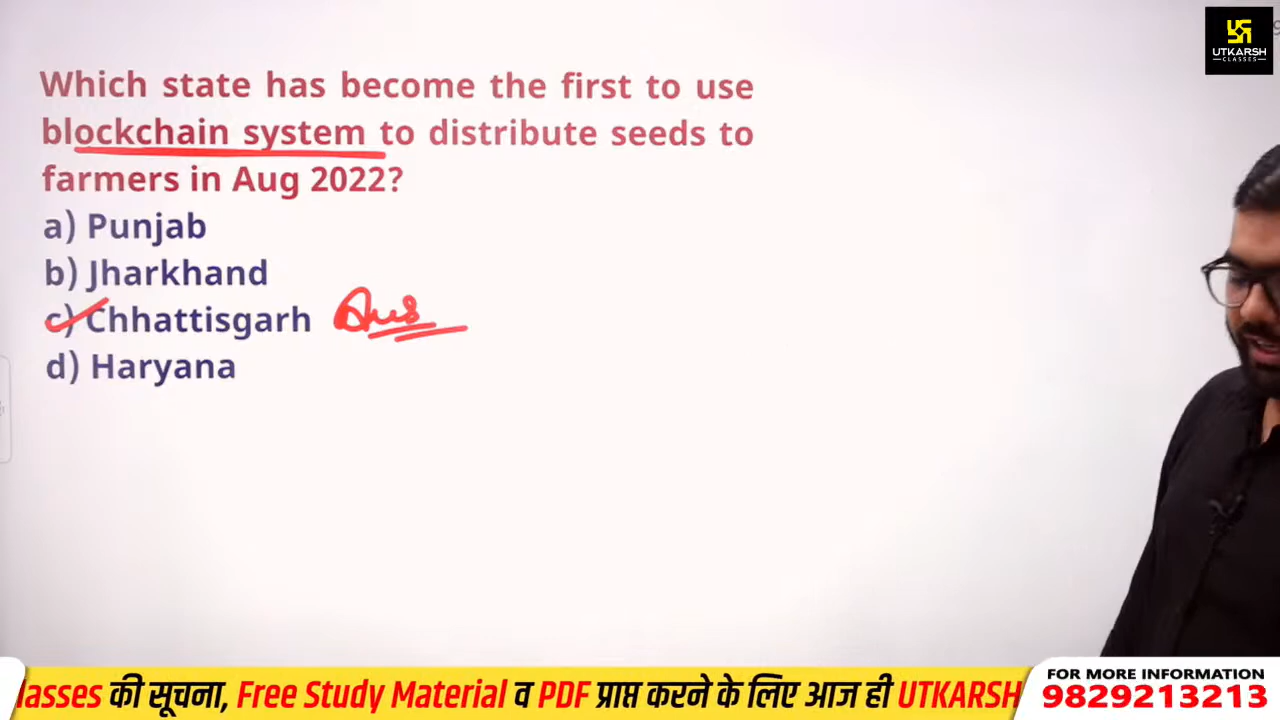 UTKARSH
CLASSES
Which state has become the first to use
blockchain system to distribute seeds to
farmers in Aug 2022?
a) Punjab
b) Jharkhand
c) Chhattisgarh Ans
d) Haryana
lasses की सूचना, Free Study Material व PDF प्राप्त करने के लिए आज ही UTKARSH
FOR MORE INFORMATION
9829213213